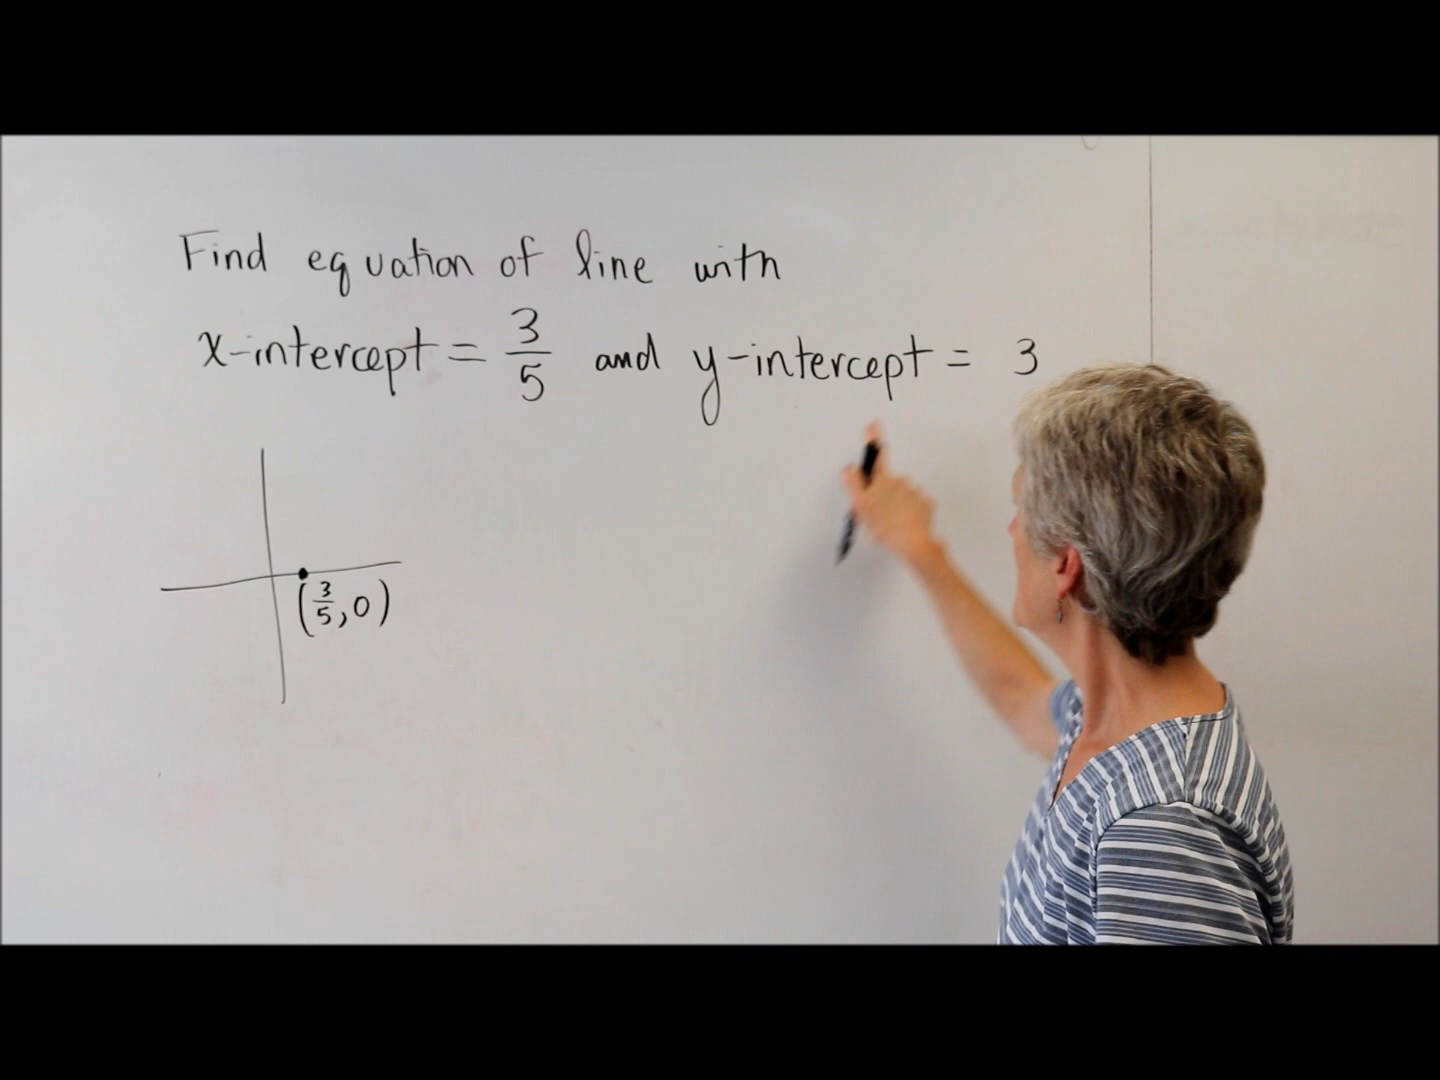 Find equation of line with
x-intercept = 3/5 and y-intercept = 3
(3/5, 0)